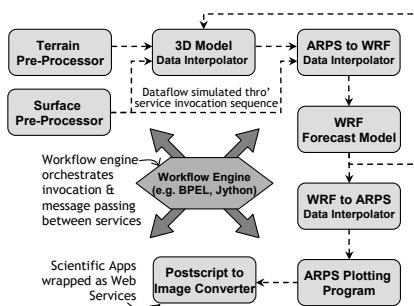 Terrain
Pre-Processor
3D Model
Data Interpolator
ARPS to WRF
Data Interpolator
Dataflow simulated thro'
service invocation sequence
Surface
Pre-Processor
WRF
Forecast Model
Workflow engine
orchestrates
invocation &
message passing
between services
Workflow Engine
(e.g. BPEL, Jython)
WRF to ARPS
Data Interpolator
Scientific Apps
wrapped as Web
Services
Postscript to
Image Converter
ARPS Plotting
Program